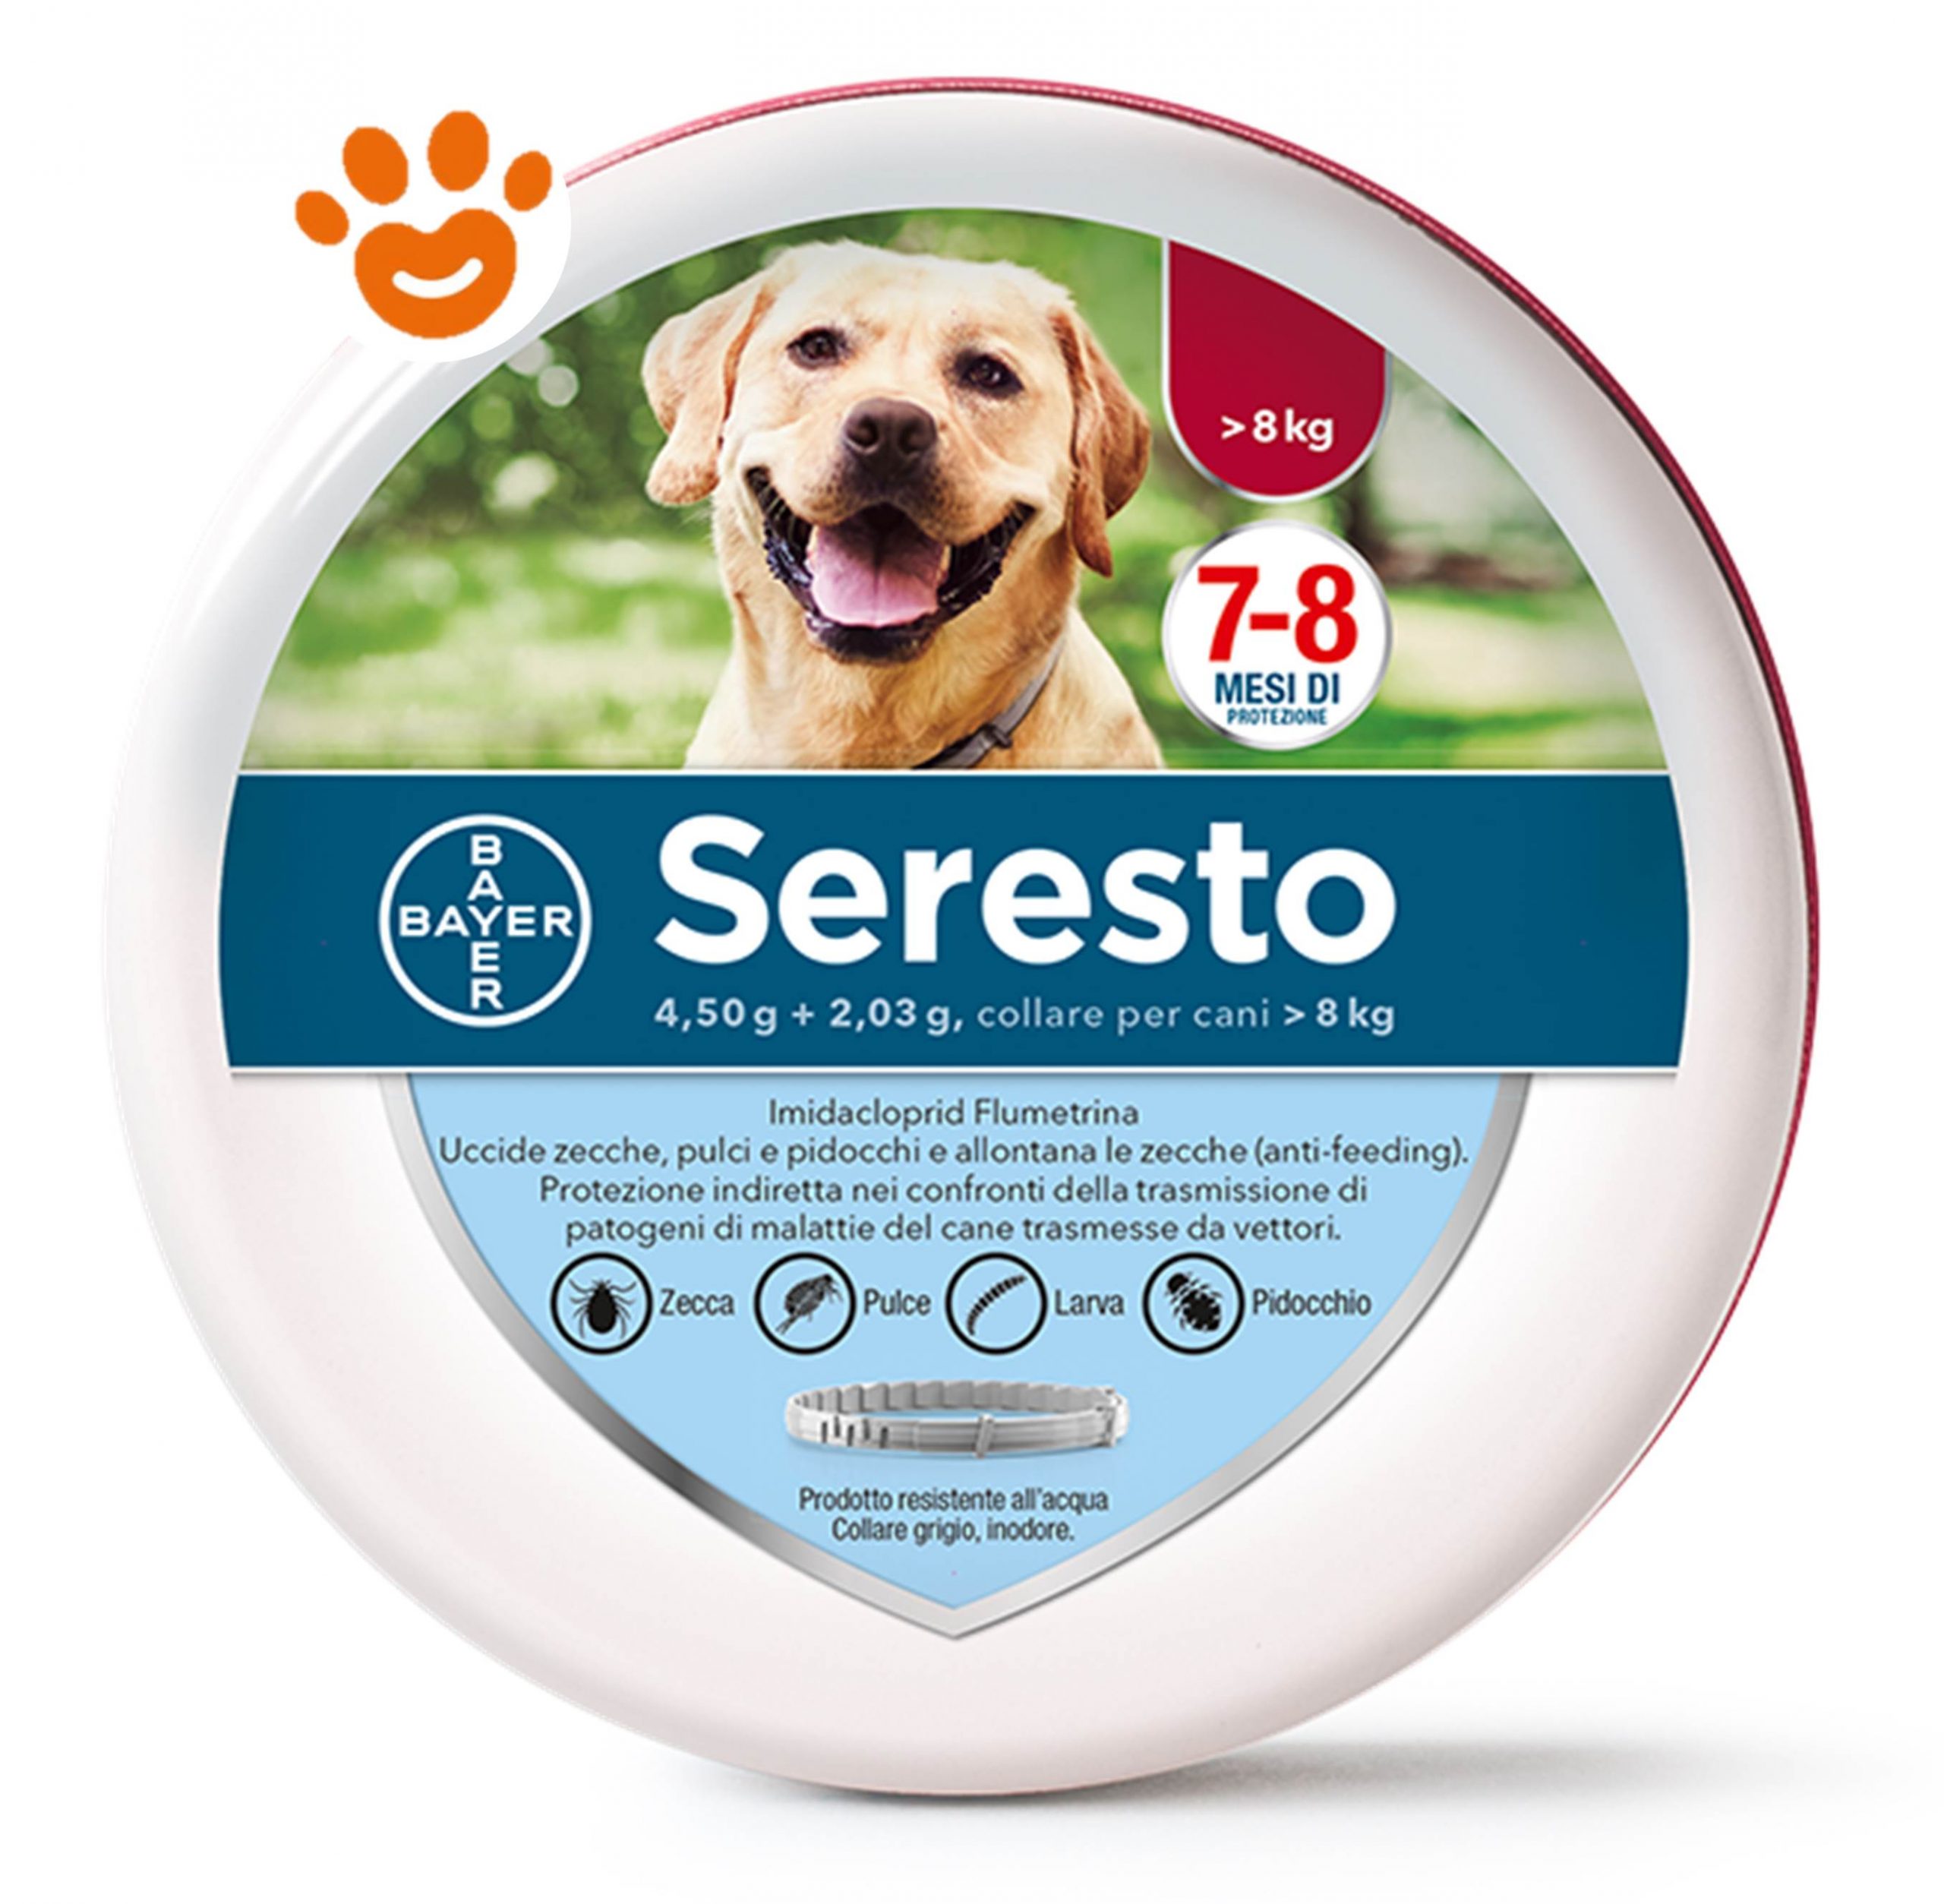 > 8 kg
7-8
MESI DI
PROTEZIONE
BAYER
BAYER
Seresto
4,50 g + 2,03 g, collare per cani > 8 kg
Imidacloprid Flumetrina
Uccide zecche, pulci e pidocchi e allontana le zecche (anti-feeding).
Protezione indiretta nei confronti della trasmissione di
patogeni di malattie del cane trasmesse da vettori.
Zecca Pulce Larva Pidocchio
Prodotto resistente all'acqua
Collare grigio, inodore.